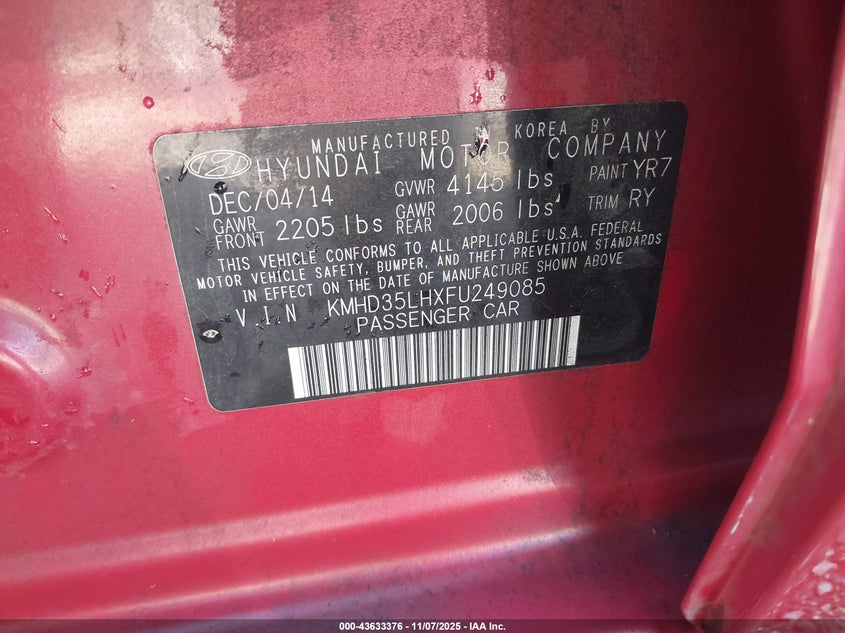 MANUFACTURED IN KOREA BY
HYUNDAI MOTOR COMPANY
DEC/04/14 GVWR 4145 lbs PAINT YR7
GAWR FRONT 2205 lbs GAWR REAR 2006 lbs TRIM RY
THIS VEHICLE CONFORMS TO ALL APPLICABLE U.S.A. FEDERAL
MOTOR VEHICLE SAFETY, BUMPER, AND THEFT PREVENTION STANDARDS
IN EFFECT ON THE DATE OF MANUFACTURE SHOWN ABOVE
V I N KMHD35LHXFU249085
PASSENGER CAR
000-43633376 | 11/07/2025 - IAA Inc.